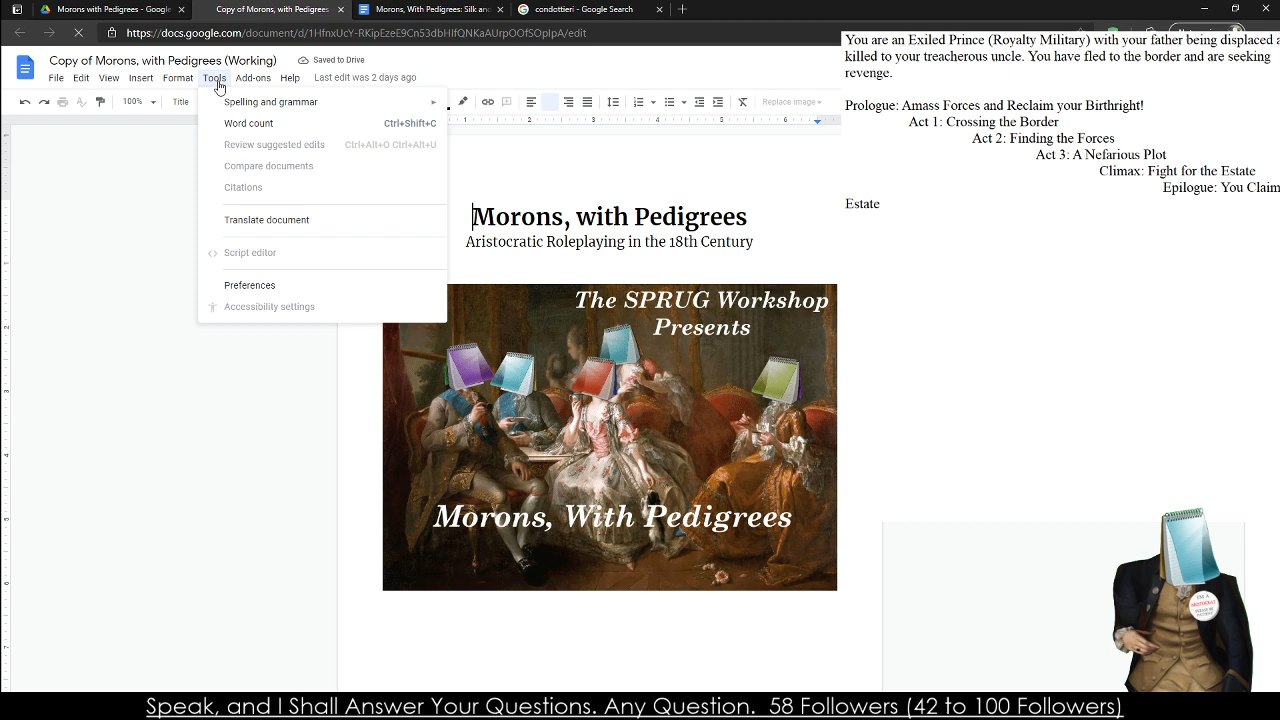 Morons with Pedigrees - Google
Copy of Morons, with Pedigrees
Morons, With Pedigrees: Silk and
condottieri - Google Search
https://docs.google.com/document/d/1HfnxUcY-RKipEzeE9Cn53dbHIfQNKaAUrpOOfSOpIpA/edit
Copy of Morons, with Pedigrees (Working)
Saved to Drive
File Edit View Insert Format Tools Add-ons Help Last edit was 2 days ago
100% Title
Replace image
Spelling and grammar
Word count Ctrl+Shift+C
Review suggested edits Ctrl+Alt+O Ctrl+Alt+U
Compare documents
Citations
Translate document
Script editor
Preferences
Accessibility settings
Morons, with Pedigrees
Aristocratic Roleplaying in the 18th Century
The SPRUG Workshop
Presents
Morons, With Pedigrees
You are an Exiled Prince (Royalty Military) with your father being displaced a
killed to your treacherous uncle. You have fled to the border and are seeking
revenge.
Prologue: Amass Forces and Reclaim your Birthright!
Act 1: Crossing the Border
Act 2: Finding the Forces
Act 3: A Nefarious Plot
Climax: Fight for the Estate
Epilogue: You Claim
Estate
I'M A
ARISTOCRAT
Speak, and I Shall Answer Your Questions. Any Question. 58 Followers (42 to 100 Followers)